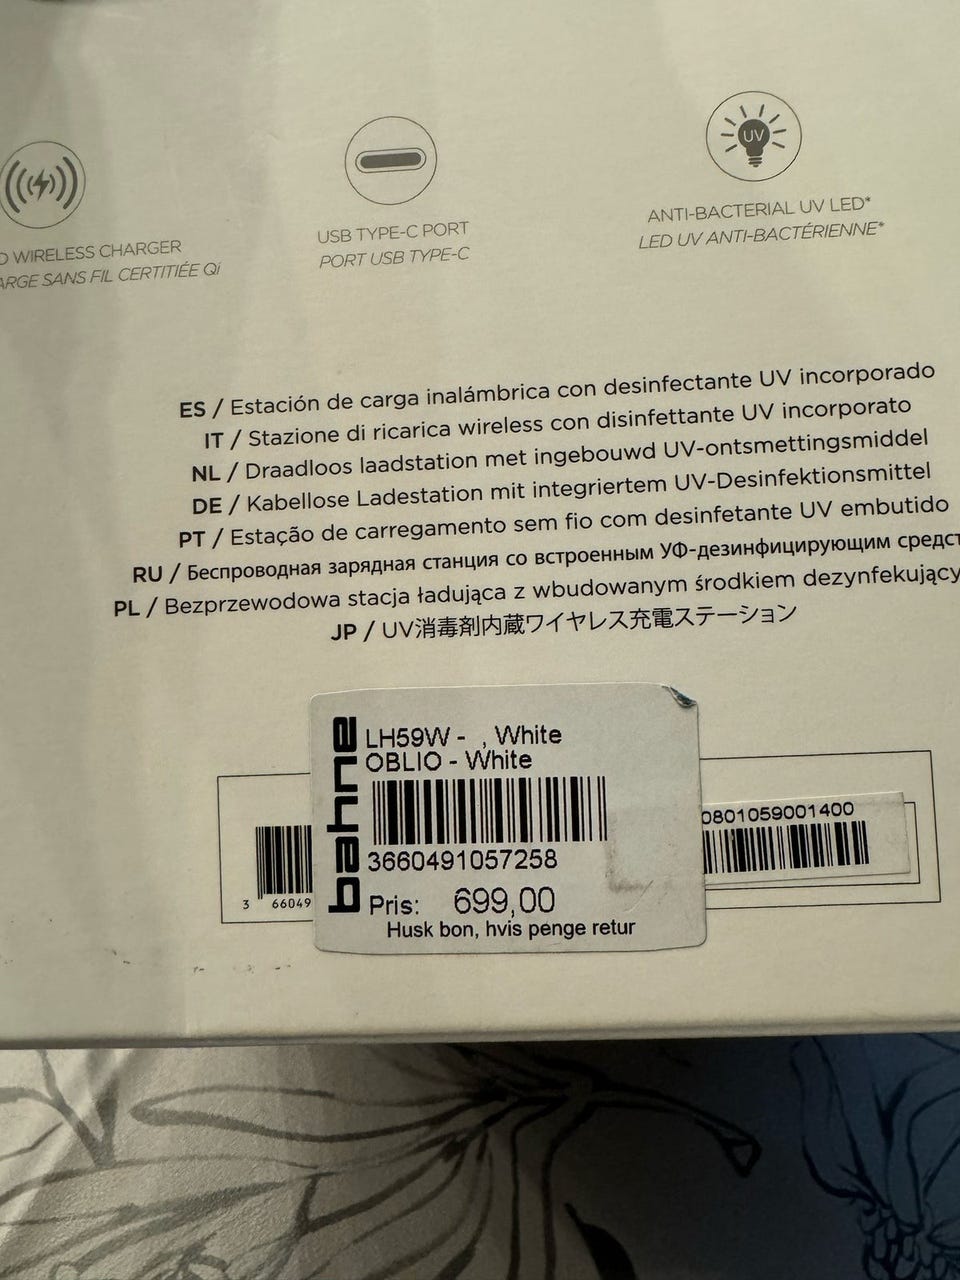 WIRELESS CHARGER
SANS FIL CERTITIÉE Qi
USB TYPE-C PORT
PORT USB TYPE-C
UV
ANTI-BACTERIAL UV LED*
LED UV ANTI-BACTÉRIENNE*
ES / Estación de carga inalámbrica con desinfectante UV incorporado
IT / Stazione di ricarica wireless con disinfettante UV incorporato
NL / Draadloos laadstation met ingebouwd UV-ontsmettingsmiddel
DE / Kabellose Ladestation mit integriertem UV-Desinfektionsmittel
PT / Estação de carregamento sem fio com desinfetante UV embutido
RU / Беспроводная зарядная станция со встроенным УФ-дезинфицирующим
PL / Bezprzewodowa stacja ładująca z wbudowanym środkiem dezynfekujący
JP / UV消毒剤内蔵ワイヤレス充電ステーション
bahne
LH59W - , White
OBLIO - White
3660491057258
Pris: 699,00
Husk bon, hvis penge retur
3 66049
0801059001400